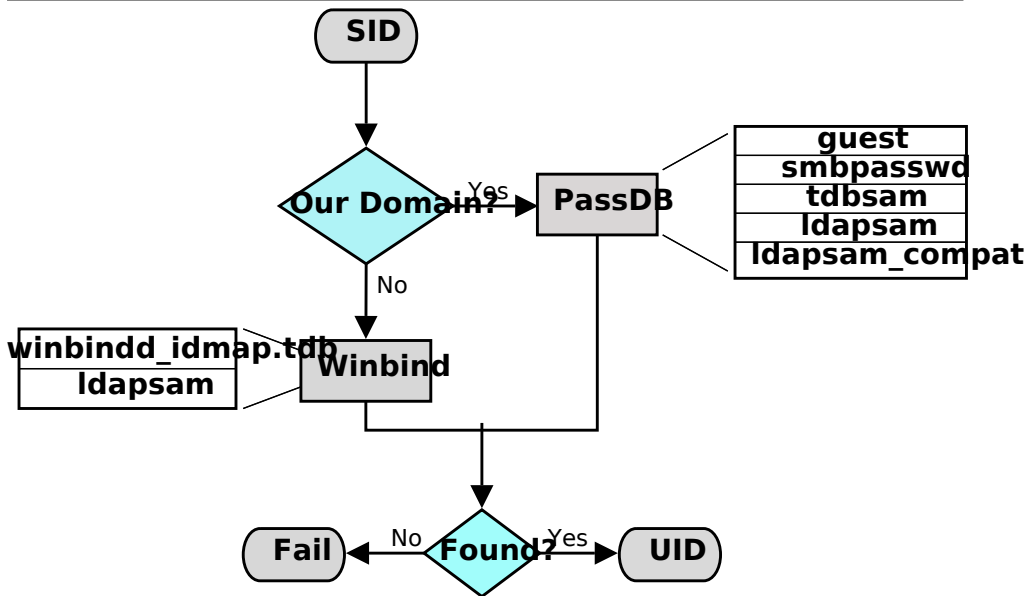 SID
Our Domain?
Yes
PassDB
guest
smbpasswd
tdbsam
ldapsam
ldapsam_compat
No
winbindd_idmap.tdb
ldapsam
Winbind
Fail
No
Found?
Yes
UID